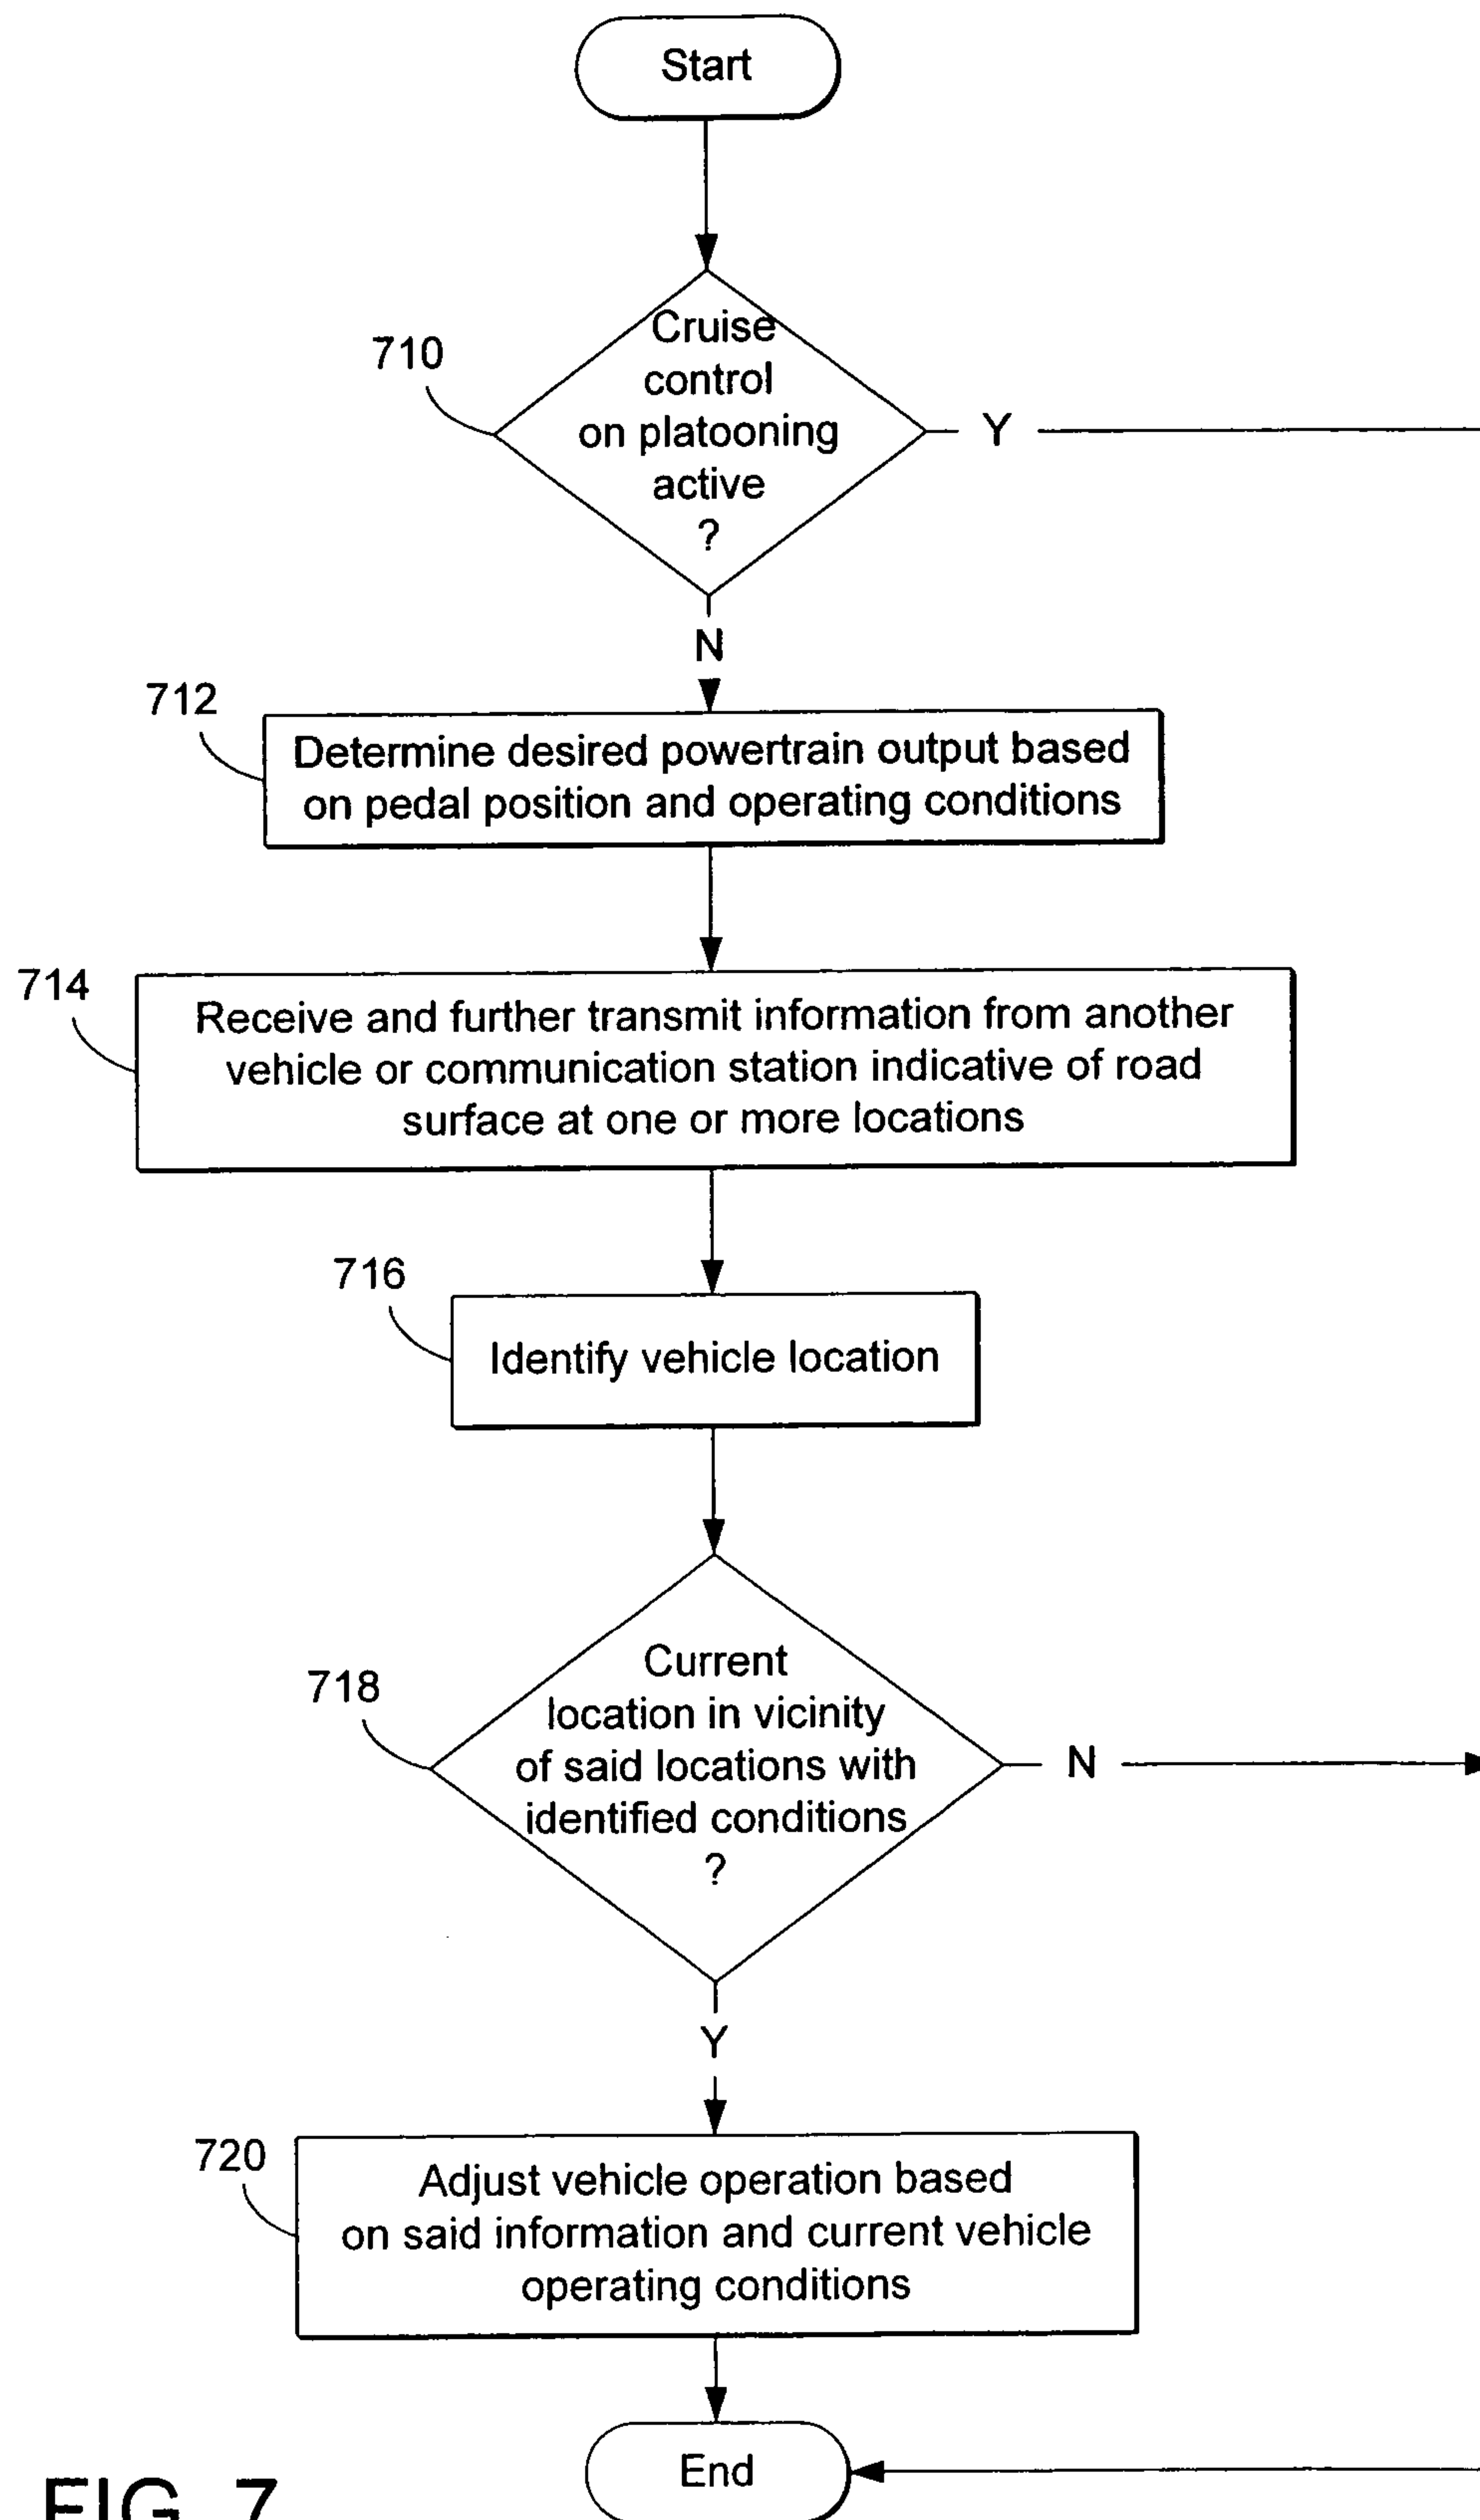 Start
710
Cruise
control
on platooning
active
?
Y
N
712
Determine desired powertrain output based
on pedal position and operating conditions
714
Receive and further transmit information from another
vehicle or communication station indicative of road
surface at one or more locations
716
Identify vehicle location
718
Current
location in vicinity
of said locations with
identified conditions
?
N
Y
720
Adjust vehicle operation based
on said information and current vehicle
operating conditions
End
FIG. 7